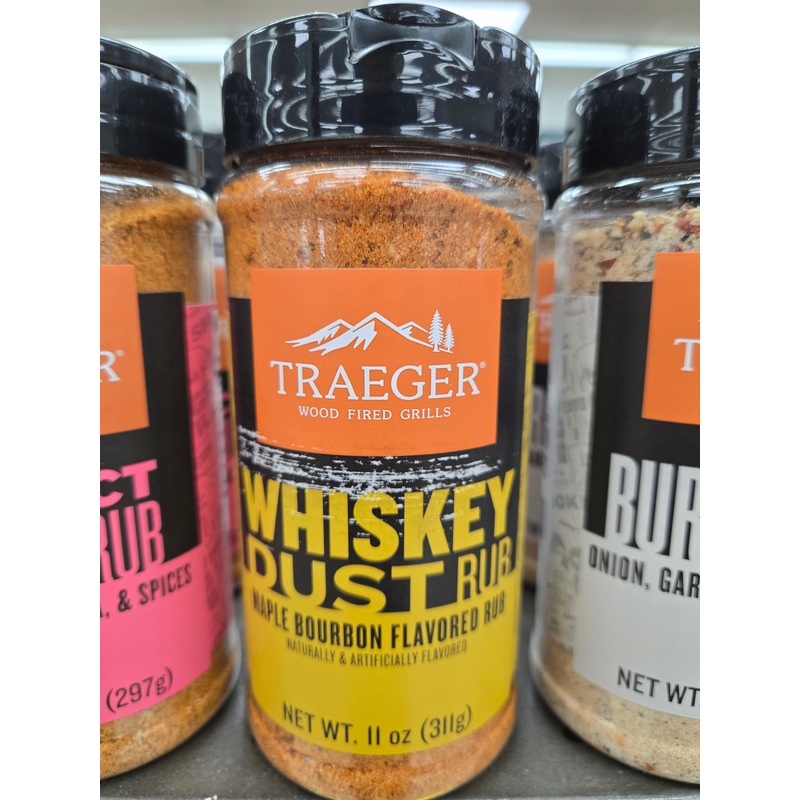 TRAEGER®
WOOD FIRED GRILLS
WHISKEY
DUST RUB
MAPLE BOURBON FLAVORED RUB
NATURALLY & ARTIFICIALLY FLAVORED
NET WT. 11 oz (311g)
R®
CT
RUB
, & SPICES
(297g)
T
BUR
ONION, GAR
NET WT.